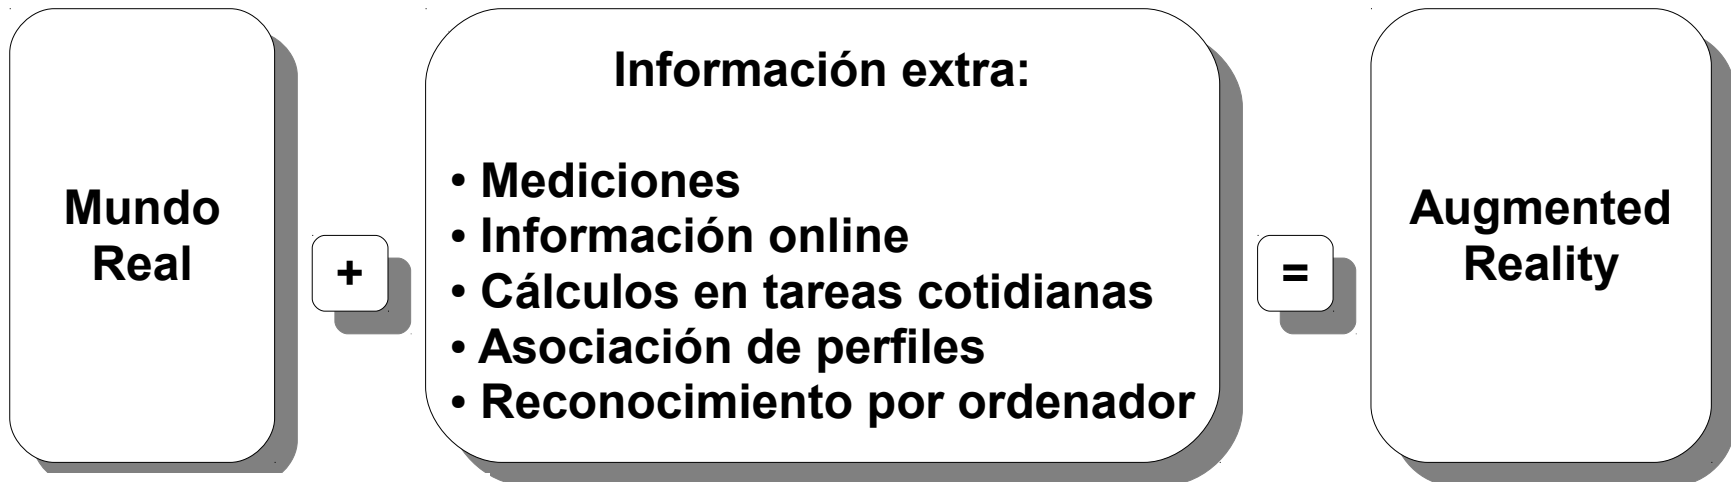 Mundo
Real
+
Información extra:
• Mediciones
• Información online
• Cálculos en tareas cotidianas
• Asociación de perfiles
• Reconocimiento por ordenador
=
Augmented
Reality